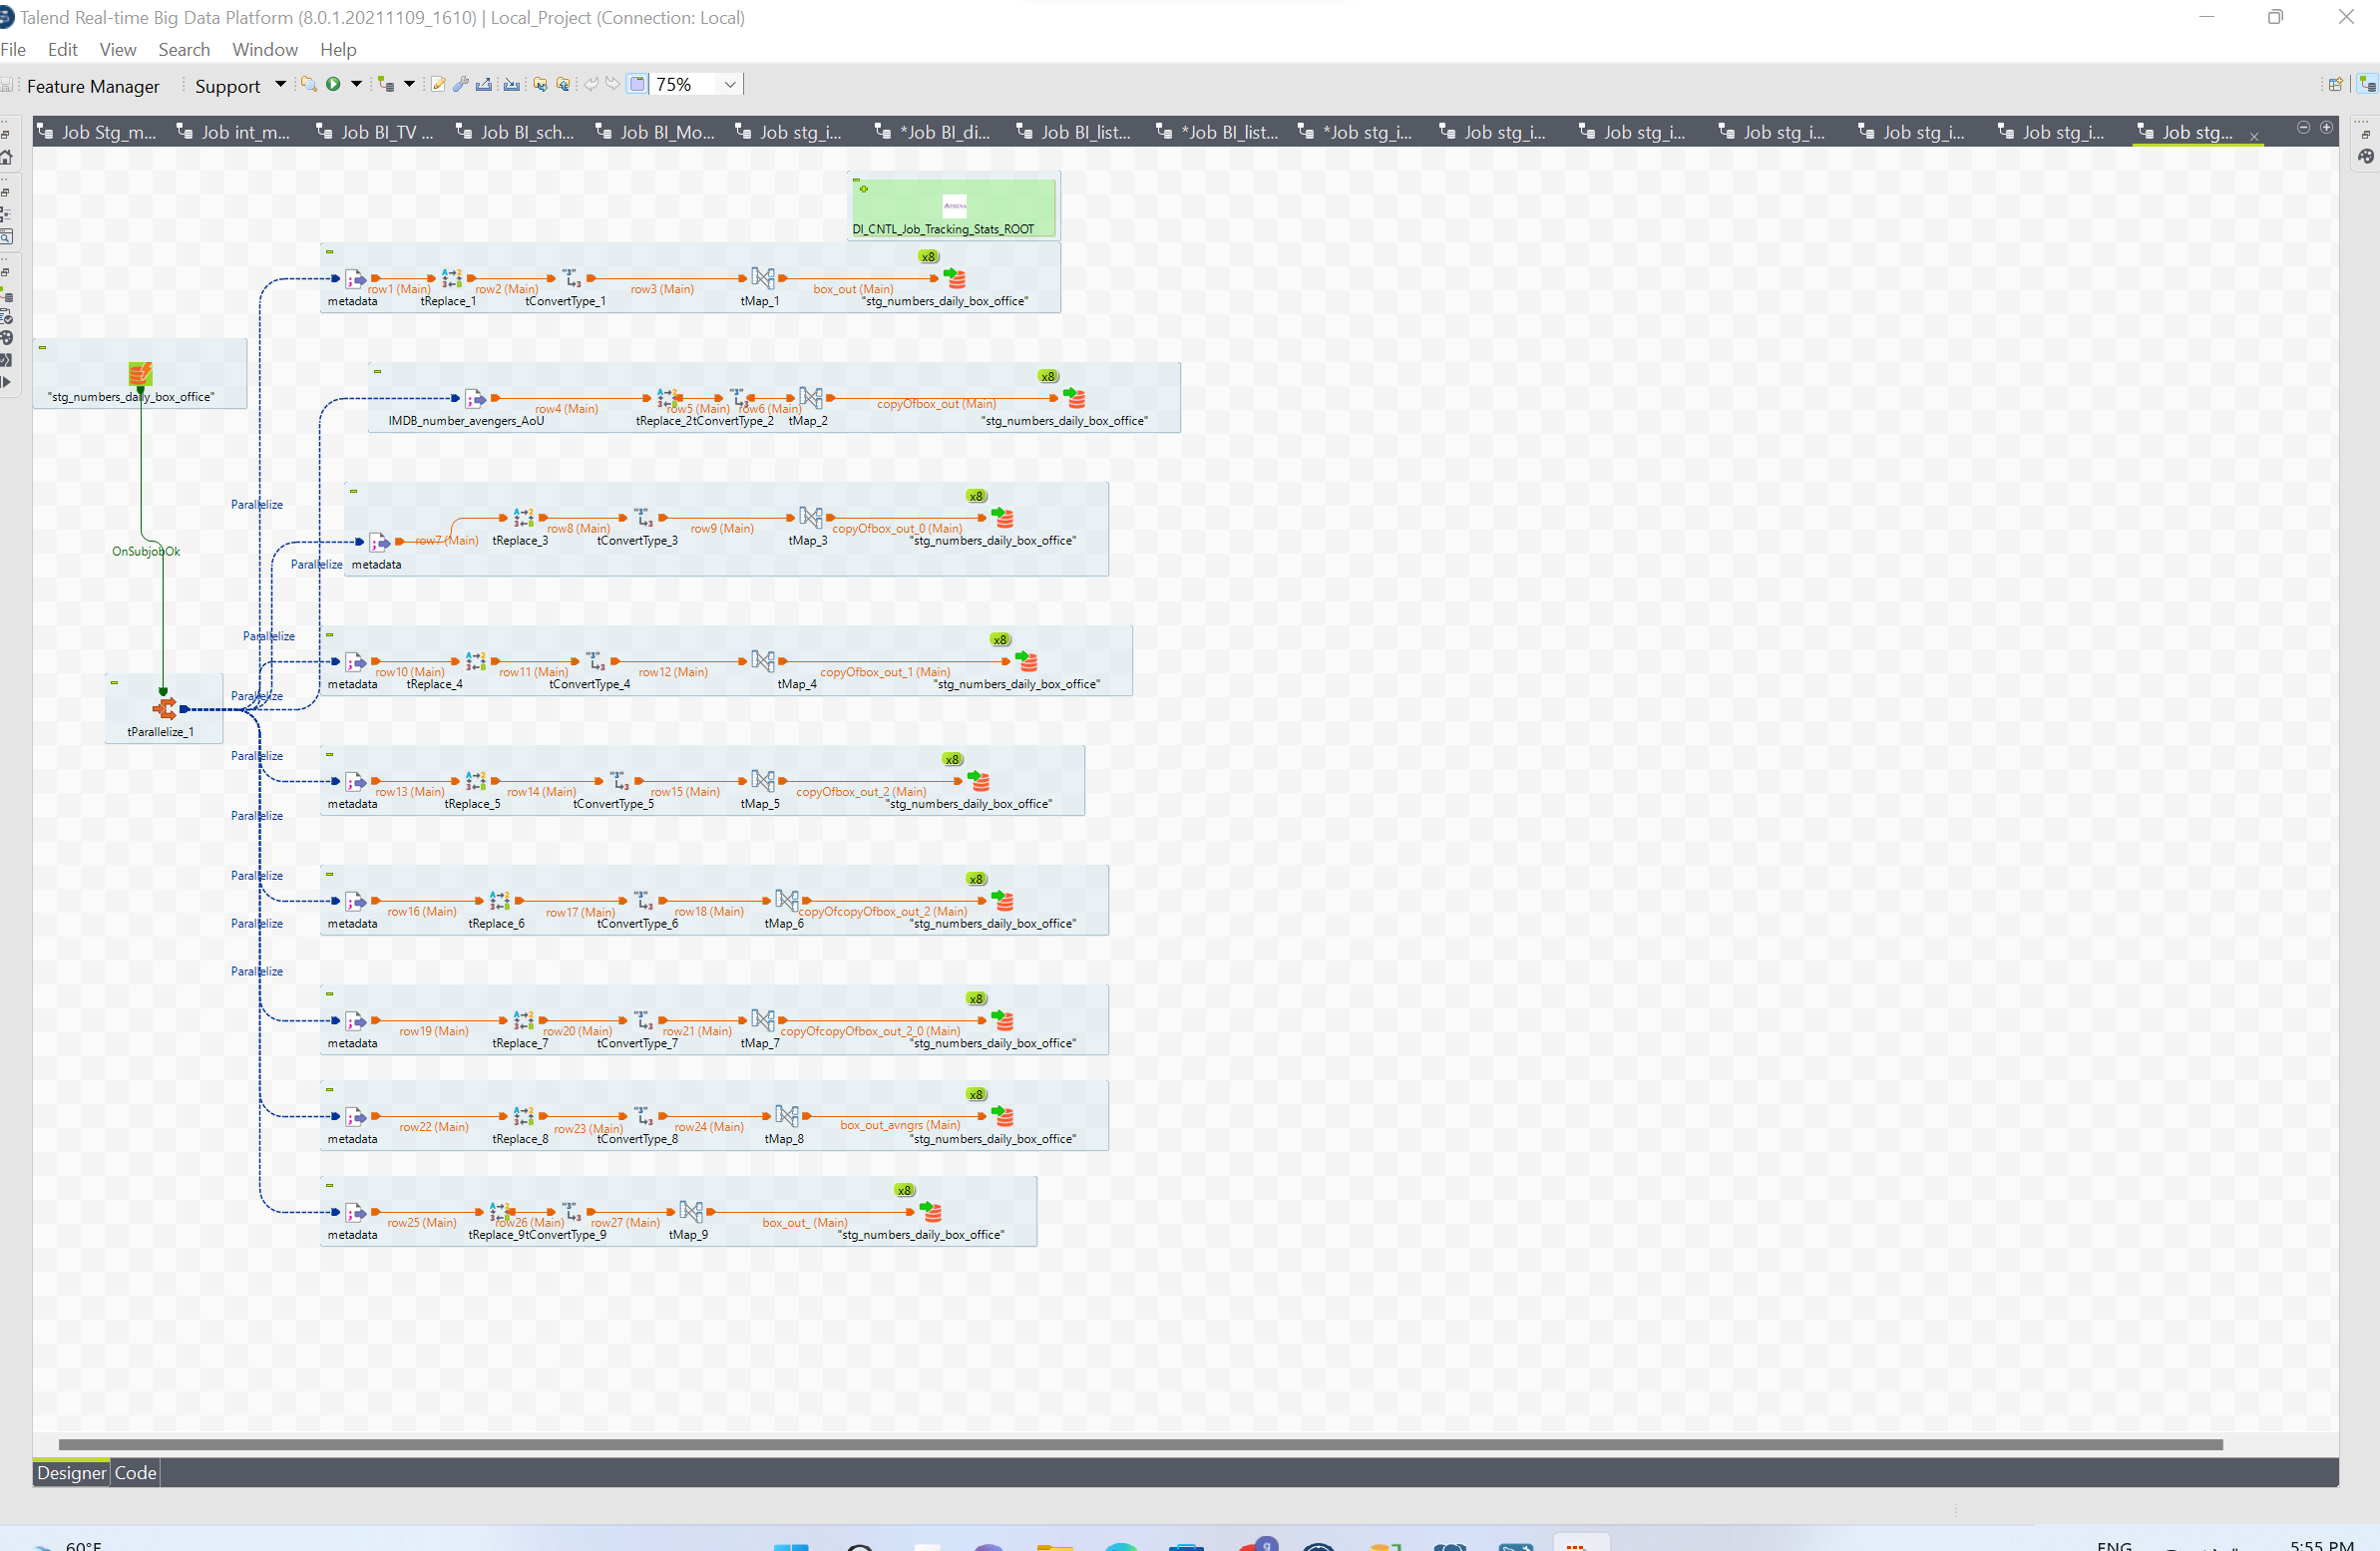 Talend Real-time Big Data Platform (8.0.1.20211109_1610) | Local_Project (Connection: Local)
File Edit View Search Window Help
Feature Manager Support 75%
Job Stg_m... Job int_m... Job BI_TV ... Job BI_sch... Job BI_Mo... Job stg_i... *Job BI_di... Job BI_list... *Job BI_list... *Job stg_i... Job stg_i... Job stg_i... Job stg_i... Job stg_i... Job stg_i... Job stg...
ATHENA
DI_CNTL_Job_Tracking_Stats_ROOT
x8
row1 (Main) row2 (Main) row3 (Main) box_out (Main)
metadata tReplace_1 tConvertType_1 tMap_1 "stg_numbers_daily_box_office"
"stg_numbers_daily_box_office"
x8
row4 (Main) row5 (Main) row6 (Main) copyOfbox_out (Main)
IMDB_number_avengers_AoU tReplace_2 tConvertType_2 tMap_2 "stg_numbers_daily_box_office"
x8
Parallelize
row7 (Main) row8 (Main) row9 (Main) copyOfbox_out_0 (Main)
tReplace_3 tConvertType_3 tMap_3 "stg_numbers_daily_box_office"
OnSubjobOk
Parallelize metadata
Parallelize
x8
row10 (Main) row11 (Main) row12 (Main) copyOfbox_out_1 (Main)
metadata tReplace_4 tConvertType_4 tMap_4 "stg_numbers_daily_box_office"
Parallelize
tParallelize_1
Parallelize
x8
row13 (Main) row14 (Main) row15 (Main) copyOfbox_out_2 (Main)
metadata tReplace_5 tConvertType_5 tMap_5 "stg_numbers_daily_box_office"
Parallelize
Parallelize
x8
row16 (Main) row17 (Main) row18 (Main) copyOfcopyOfbox_out_2 (Main)
metadata tReplace_6 tConvertType_6 tMap_6 "stg_numbers_daily_box_office"
Parallelize
Parallelize
x8
row19 (Main) row20 (Main) row21 (Main) copyOfcopyOfbox_out_2_0 (Main)
metadata tReplace_7 tConvertType_7 tMap_7 "stg_numbers_daily_box_office"
x8
row22 (Main) row23 (Main) row24 (Main) box_out_avngrs (Main)
metadata tReplace_8 tConvertType_8 tMap_8 "stg_numbers_daily_box_office"
x8
row25 (Main) row26 (Main) row27 (Main) box_out_ (Main)
metadata tReplace_9 tConvertType_9 tMap_9 "stg_numbers_daily_box_office"
Designer Code
60°F ENG 5:55 PM